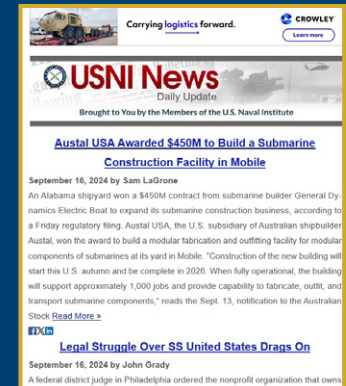 Carrying logistics forward.
CROWLEY
Learn more
USNI News
Daily Update
Brought to You by the Members of the U.S. Naval Institute
Austal USA Awarded $450M to Build a Submarine
Construction Facility in Mobile
September 16, 2024 by Sam LaGrone
An Alabama shipyard won a $450M contract from submarine builder General Dy-
namics Electric Boat to expand its submarine construction business, according to
a Friday regulatory filing. Austal USA, the U.S. subsidiary of Australian shipbuilder
Austal, won the award to build a modular fabrication and outfitting facility for modular
components of submarines at its yard in Mobile. "Construction of the new building will
start this U.S. autumn and be complete in 2026. When fully operational, the building
will support approximately 1,000 jobs and provide capability to fabricate, outfit, and
transport submarine components," reads the Sept. 13, notification to the Australian
Stock Read More »
Legal Struggle Over SS United States Drags On
September 16, 2024 by John Grady
A federal district judge in Philadelphia ordered the nonprofit organization that owns